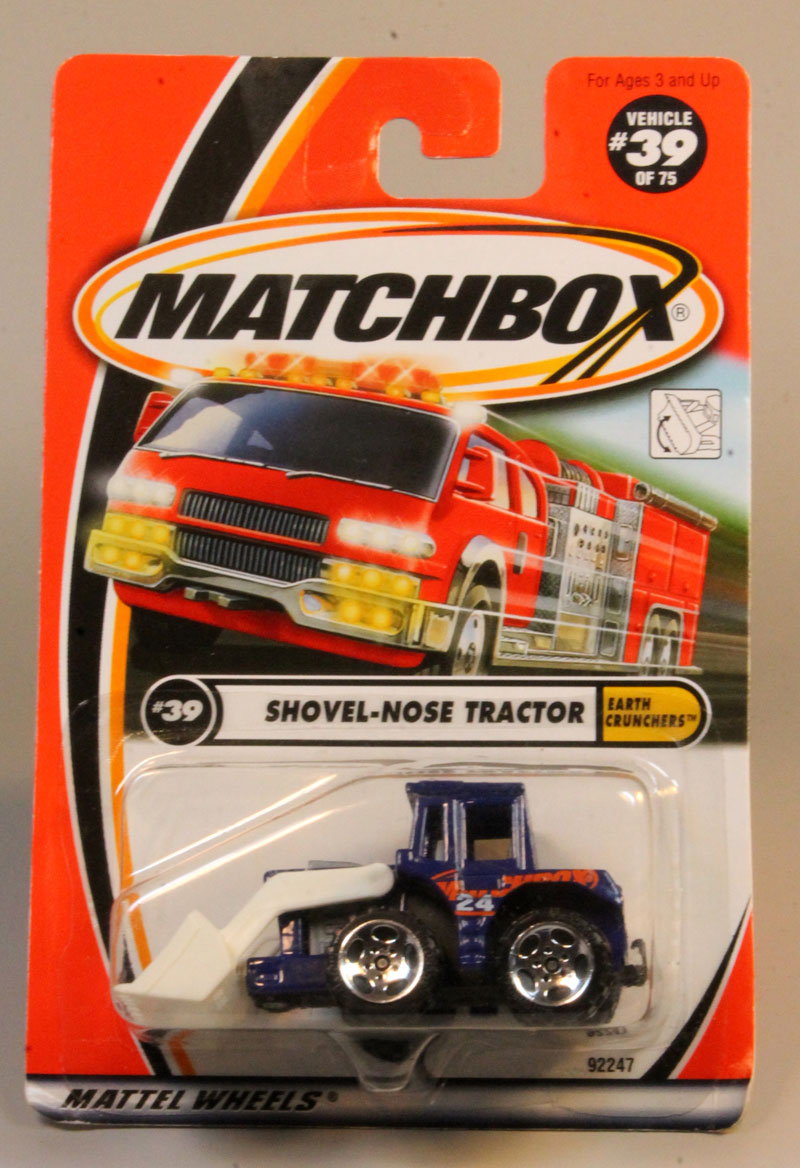 For Ages 3 and Up
VEHICLE
#39
OF 75
MATCHBOX®
#39
SHOVEL-NOSE TRACTOR
EARTH
CRUNCHERS™
MATCHBOX
24
92247
MATTEL WHEELS®